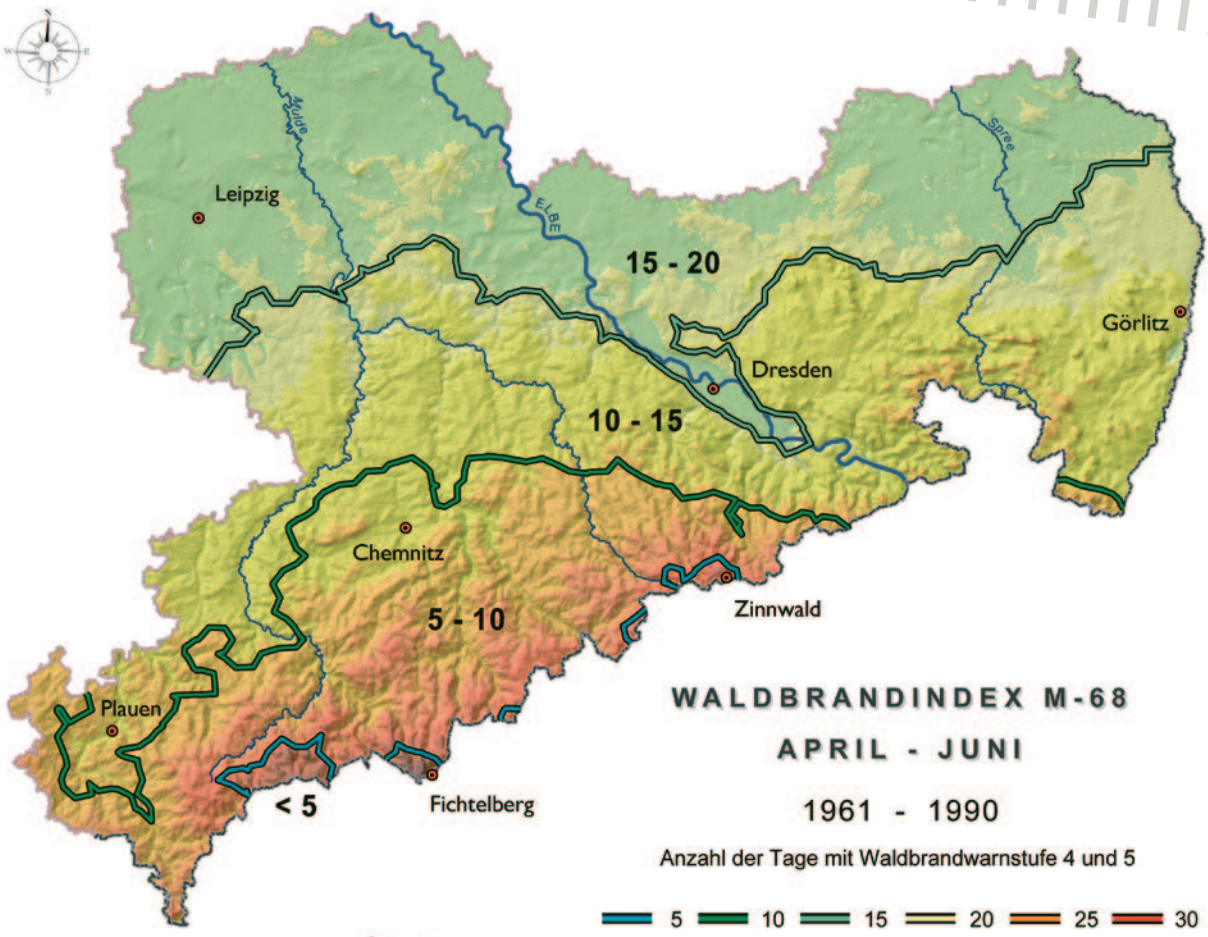 N
W E
S
Mulde
Spree
Leipzig
ELBE
15 - 20
Görlitz
Dresden
10 - 15
Chemnitz
Zinnwald
5 - 10
WALDBRANDINDEX M-68
Plauen
APRIL - JUNI
< 5
Fichtelberg
1961 - 1990
Anzahl der Tage mit Waldbrandwarnstufe 4 und 5
5 10 15 20 25 30